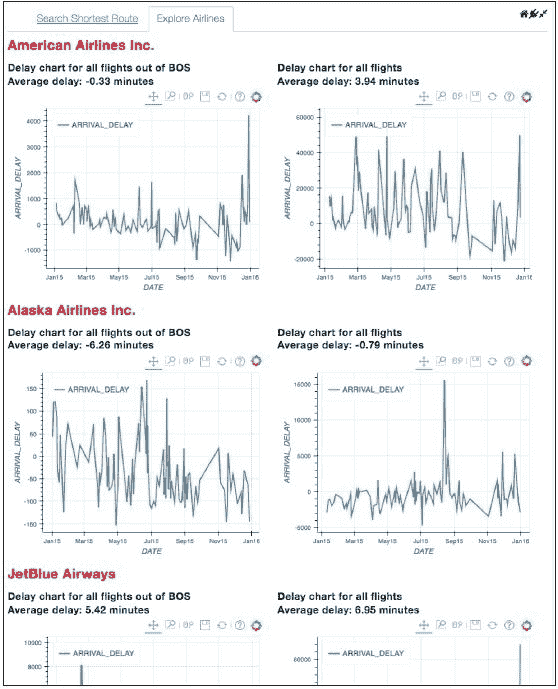 Search Shortest Route
Explore Airlines
American Airlines Inc.
Delay chart for all flights out of BOS
Average delay: -0.33 minutes
ARRIVAL_DELAY
4000
3000
2000
1000
0
-1000
ARRIVAL_DELAY
Jan15 Mar15 May15 Jul15 Sep15 Nov15 Jan16
DATE
Delay chart for all flights
Average delay: 3.94 minutes
ARRIVAL_DELAY
60000
40000
20000
0
-20000
ARRIVAL_DELAY
Jan15 Mar15 May15 Jul15 Sep15 Nov15 Jan16
DATE
Alaska Airlines Inc.
Delay chart for all flights out of BOS
Average delay: -6.26 minutes
ARRIVAL_DELAY
150
100
50
0
-50
-100
-150
ARRIVAL_DELAY
Jan15 Mar15 May15 Jul15 Sep15 Nov15 Jan16
DATE
Delay chart for all flights
Average delay: -0.79 minutes
ARRIVAL_DELAY
10000
5000
0
-5000
ARRIVAL_DELAY
Jan15 Mar15 May15 Jul15 Sep15 Nov15 Jan16
DATE
JetBlue Airways
Delay chart for all flights out of BOS
Average delay: 5.42 minutes
ARRIVAL_DELAY
8000
Delay chart for all flights
Average delay: 6.95 minutes
ARRIVAL_DELAY